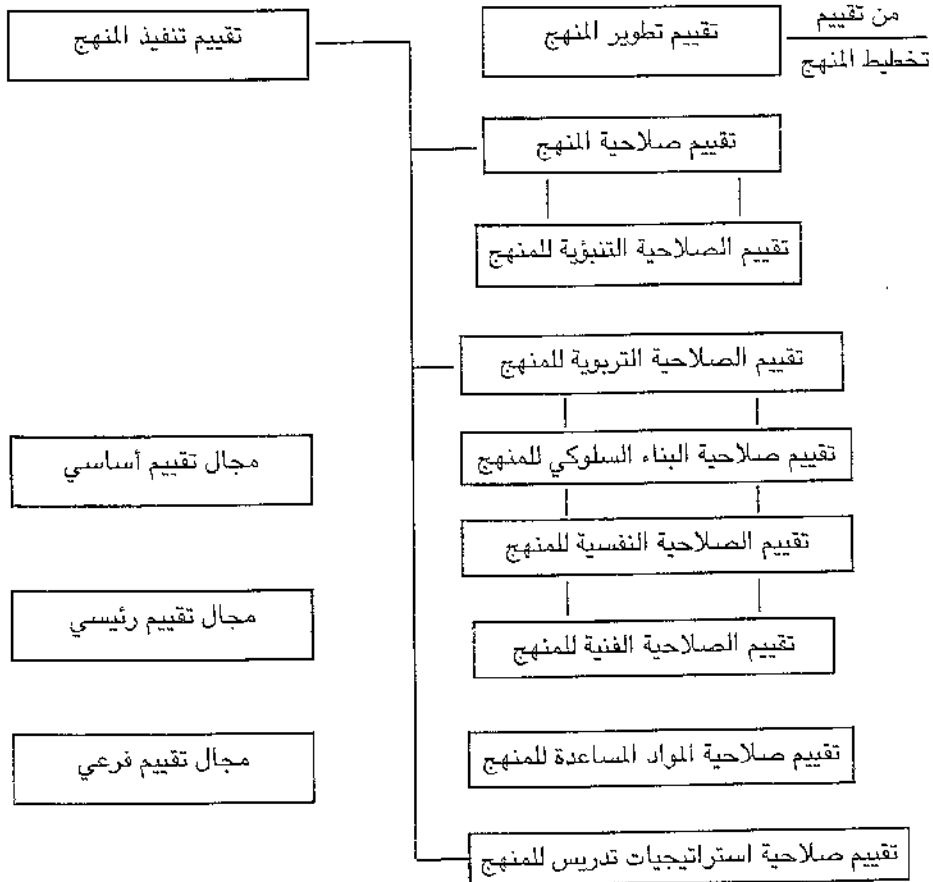 من تقييم
تخطيط المنهج
تقييم تطوير المنهج
تقييم تنفيذ المنهج
تقييم صلاحية المنهج
تقييم الصلاحية التنبؤية للمنهج
تقييم الصلاحية التربوية للمنهج
تقييم صلاحية البناء السلوكي للمنهج
تقييم الصلاحية النفسية للمنهج
تقييم الصلاحية الفنية للمنهج
تقييم صلاحية المواد المساعدة للمنهج
تقييم صلاحية استراتيجيات تدريس للمنهج
مجال تقييم أساسي
مجال تقييم رئيسي
مجال تقييم فرعي